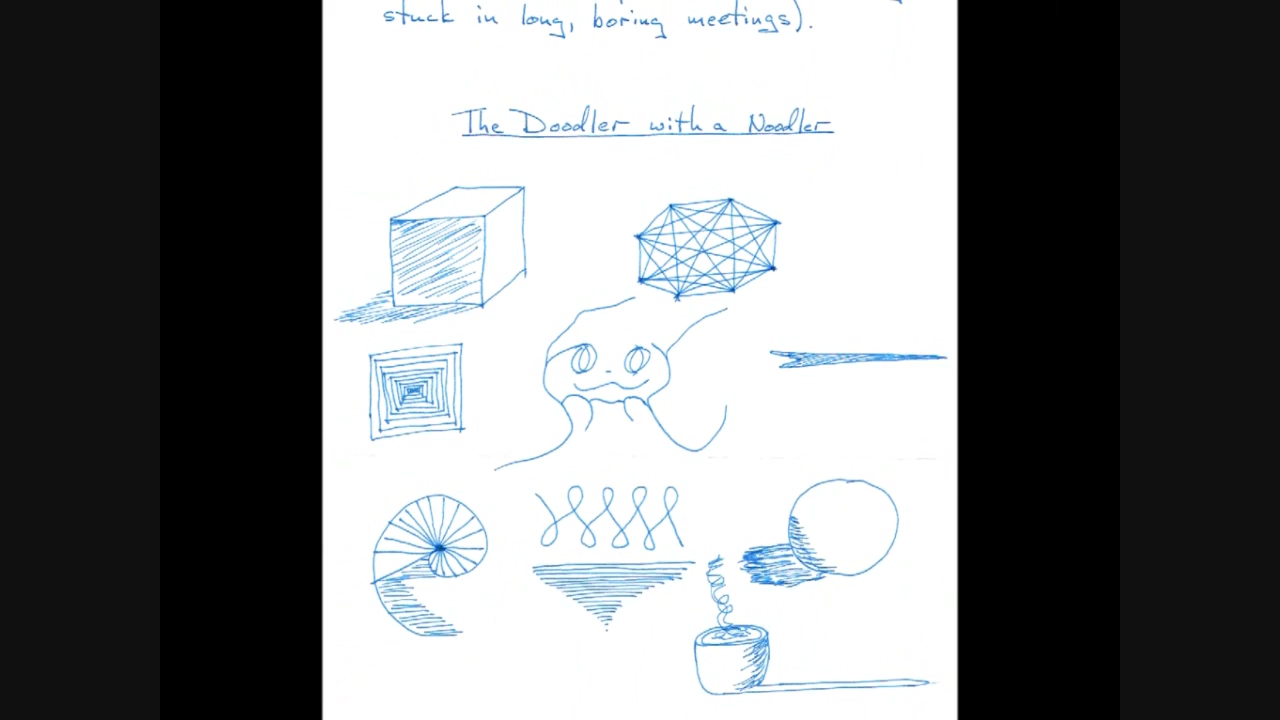 stuck in long, boring meetings).
The Doodler with a Noodler